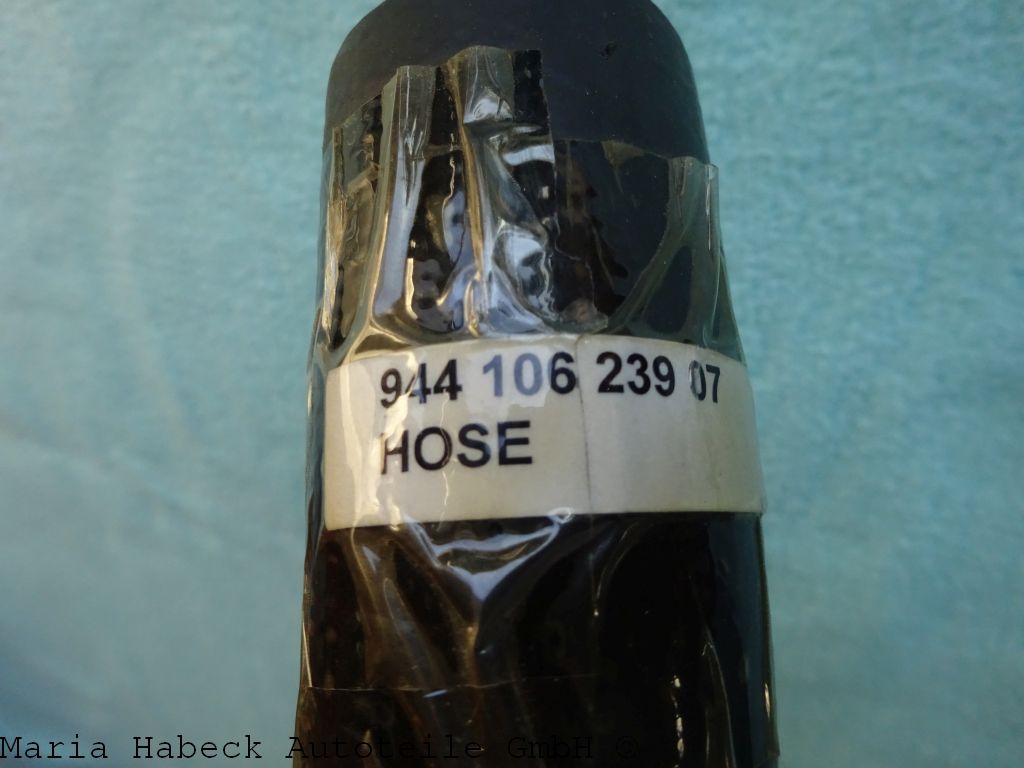 944 106 239 07
HOSE
Maria Habeck Autoteile GmbH ©